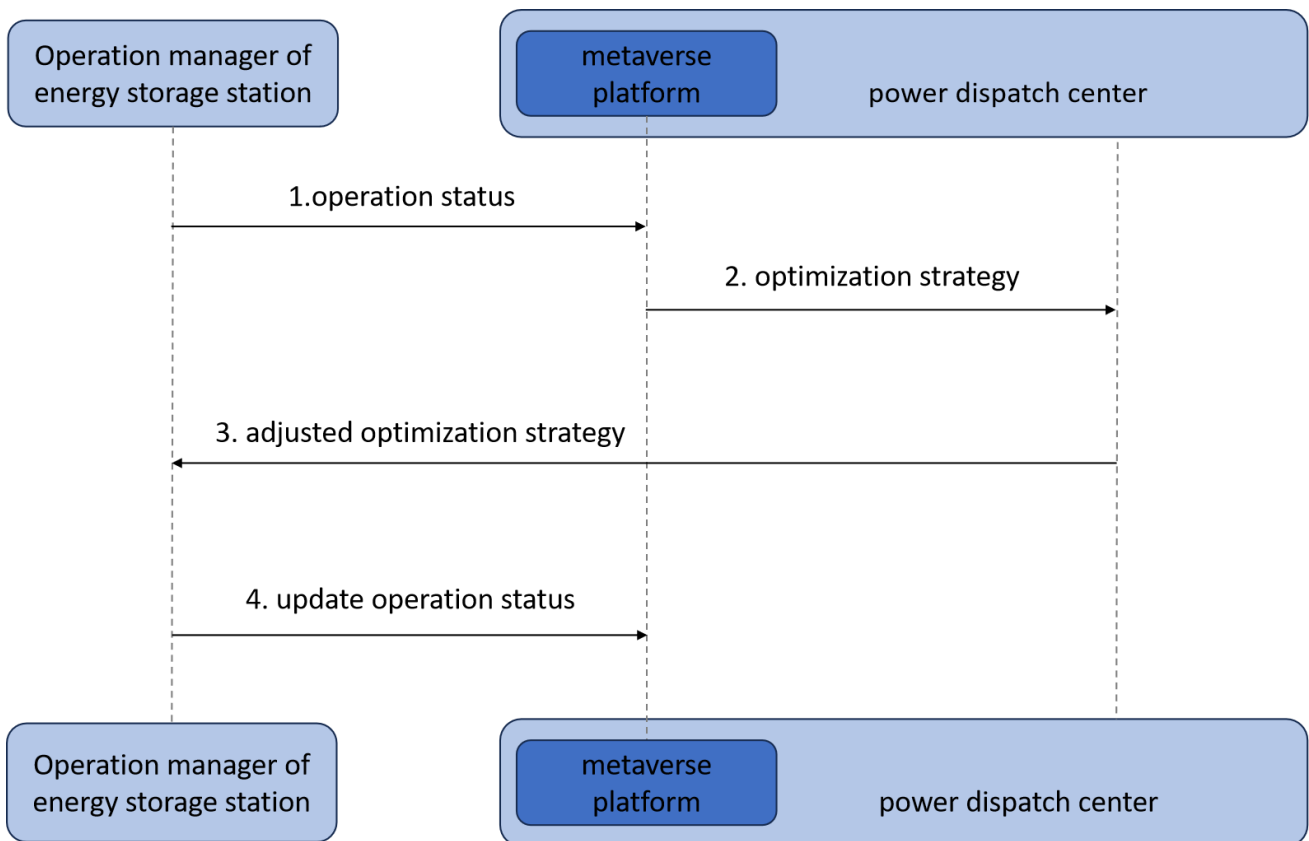 Operation manager of
energy storage station
metaverse
platform
power dispatch center
1.operation status
2. optimization strategy
3. adjusted optimization strategy
4. update operation status
Operation manager of
energy storage station
metaverse
platform
power dispatch center